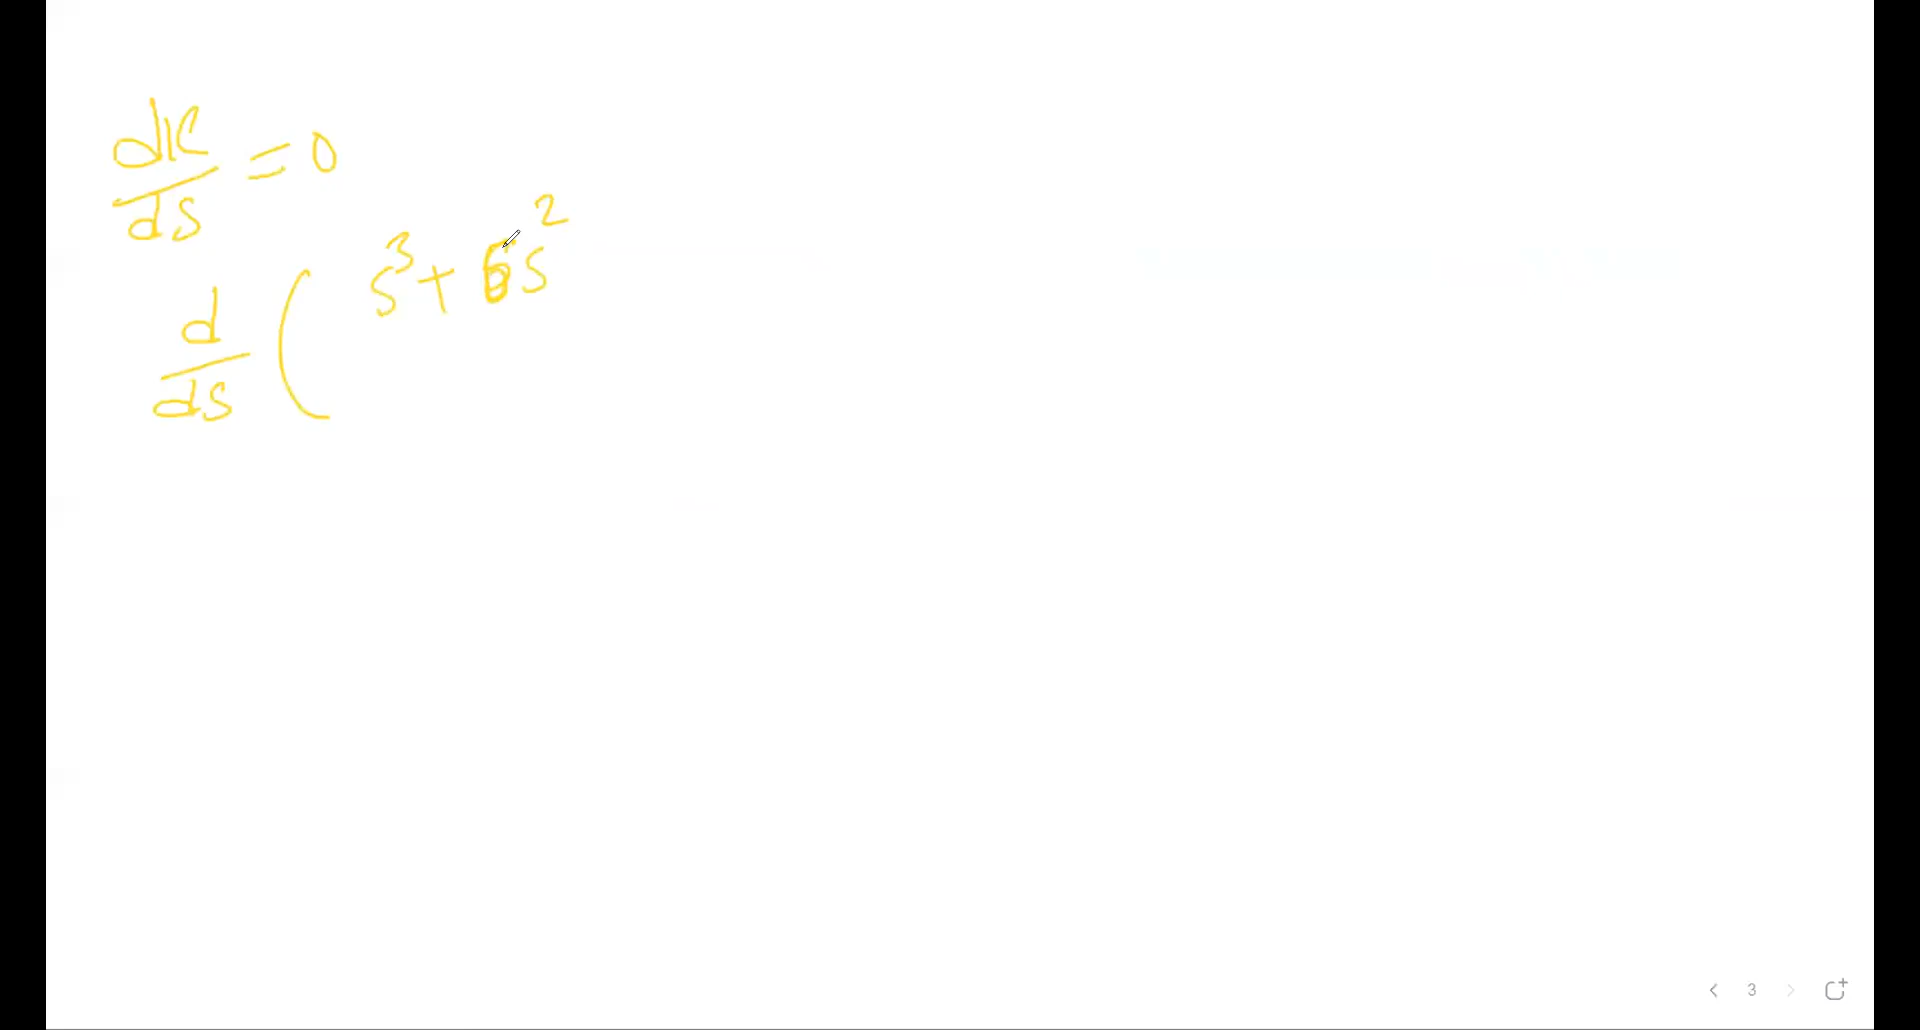 dK/ds = 0
d/ds ( s³ + 6s²
3